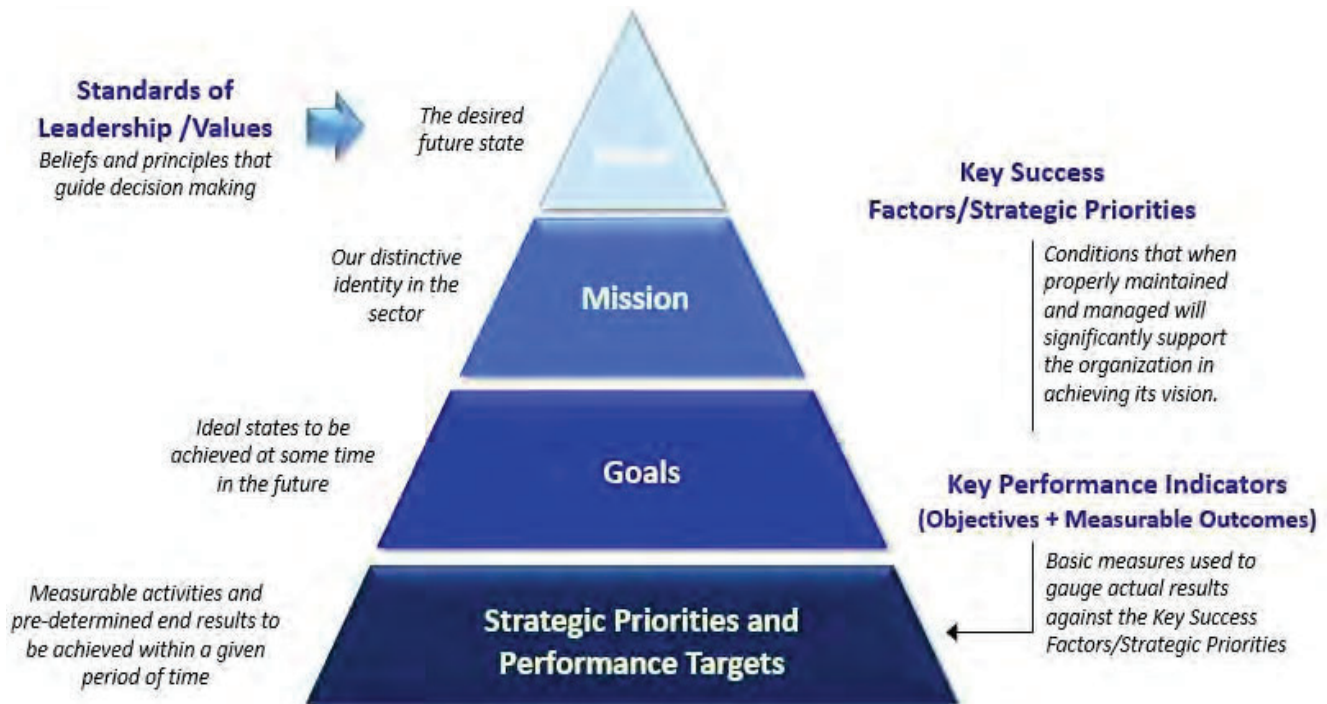 Standards of
Leadership /Values
Beliefs and principles that
guide decision making
The desired
future state
Our distinctive
identity in the
sector
Mission
Ideal states to be
achieved at some time
in the future
Goals
Measurable activities and
pre-determined end results to
be achieved within a given
period of time
Strategic Priorities and
Performance Targets
Key Success
Factors/Strategic Priorities
Conditions that when
properly maintained
and managed will
significantly support
the organization in
achieving its vision.
Key Performance Indicators
(Objectives + Measurable Outcomes)
Basic measures used to
gauge actual results
against the Key Success
Factors/Strategic Priorities